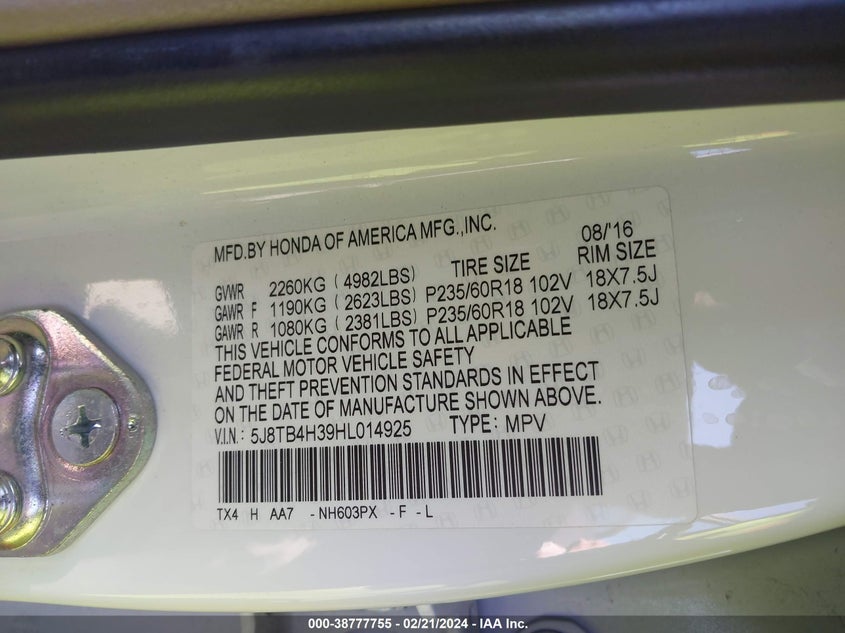 MFD.BY HONDA OF AMERICA MFG.,INC. 08/'16
TIRE SIZE RIM SIZE
GVWR 2260KG (4982LBS)
GAWR F 1190KG (2623LBS) P235/60R18 102V 18X7.5J
GAWR R 1080KG (2381LBS) P235/60R18 102V 18X7.5J
THIS VEHICLE CONFORMS TO ALL APPLICABLE
FEDERAL MOTOR VEHICLE SAFETY
AND THEFT PREVENTION STANDARDS IN EFFECT
ON THE DATE OF MANUFACTURE SHOWN ABOVE.
V.I.N.: 5J8TB4H39HL014925 TYPE: MPV
TX4 H AA7 -NH603PX -F -L
000-38777755 - 02/21/2024 - IAA Inc.